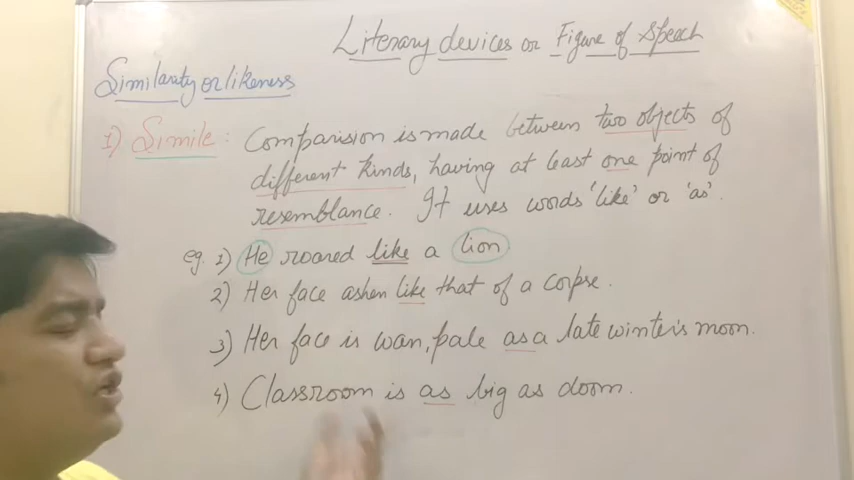 Literary devices or Figure of Speech
Similarity or likeness
1) Simile: Comparision is made between two objects of
different kinds, having at least one point of
resemblance. It uses words 'like' or 'as'.
eg. 1) He roared like a lion
2) Her face ashen like that of a corpse.
3) Her face is wan, pale as a late winter's moon.
4) Classroom is as big as doom.